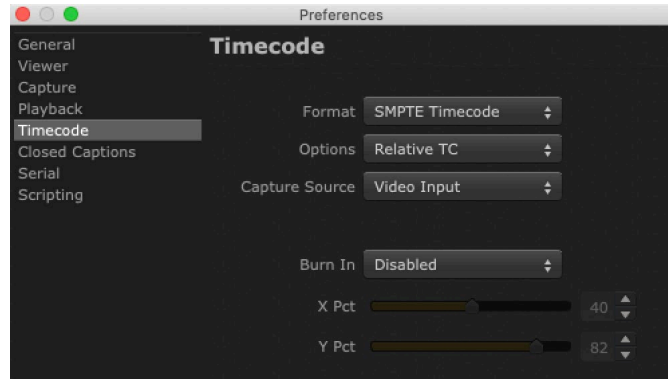 Preferences
General
Viewer
Capture
Playback
Timecode
Closed Captions
Serial
Scripting
Timecode
Format SMPTE Timecode
Options Relative TC
Capture Source Video Input
Burn In Disabled
X Pct 40
Y Pct 82